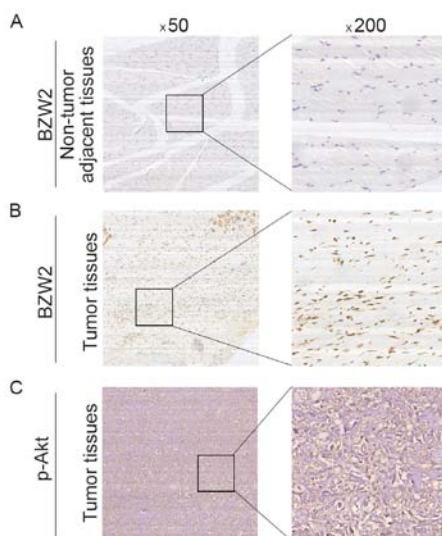 ×50
×200
A
BZW2
Non-tumor
adjacent tissues
B
BZW2
Tumor tissues
C
p-Akt
Tumor tissues